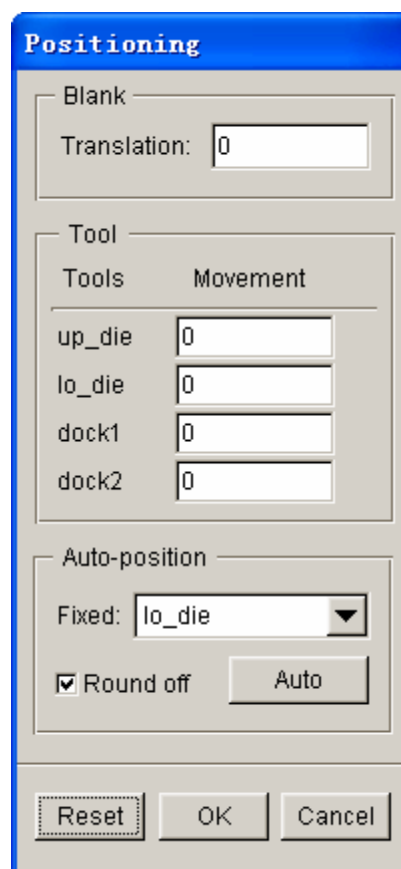 Positioning
Blank
Translation: 0
Tool
Tools Movement
up_die 0
lo_die 0
dock1 0
dock2 0
Auto-position
Fixed: lo_die
Round off Auto
Reset OK Cancel